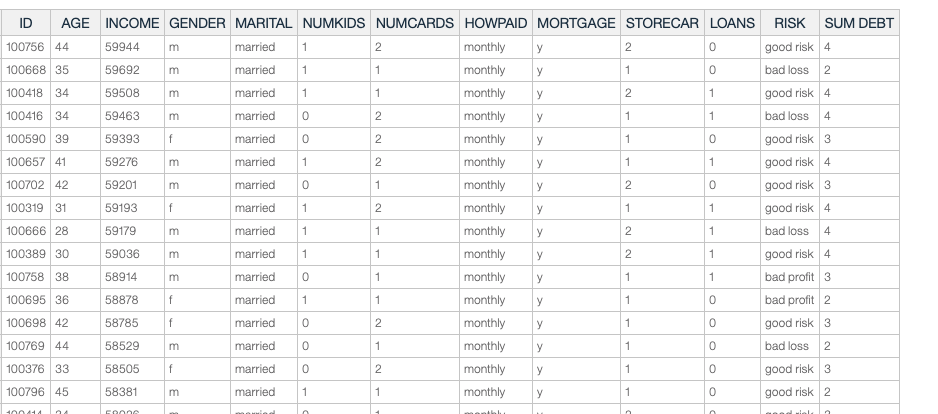 ID AGE INCOME GENDER MARITAL NUMKIDS NUMCARDS HOWPAID MORTGAGE STORECAR LOANS RISK SUM DEBT
100756 44 59944 m married 1 2 monthly y 2 0 good risk 4
100668 35 59692 m married 1 1 monthly y 1 0 bad loss 2
100418 34 59508 m married 1 1 monthly y 2 1 good risk 4
100416 34 59463 m married 0 2 monthly y 1 1 bad loss 4
100590 39 59393 f married 0 2 monthly y 1 0 good risk 3
100657 41 59276 m married 1 2 monthly y 1 1 good risk 4
100702 42 59201 m married 0 1 monthly y 2 0 good risk 3
100319 31 59193 f married 1 2 monthly y 1 1 good risk 4
100666 28 59179 m married 1 1 monthly y 2 1 bad loss 4
100389 30 59036 m married 1 1 monthly y 2 1 good risk 4
100758 38 58914 m married 0 1 monthly y 1 1 bad profit 3
100695 36 58878 f married 1 1 monthly y 1 0 bad profit 2
100698 42 58785 f married 0 2 monthly y 1 0 good risk 3
100769 44 58529 m married 0 1 monthly y 1 0 bad loss 2
100376 33 58505 f married 0 2 monthly y 1 0 good risk 3
100796 45 58381 m married 1 1 monthly y 1 0 good risk 2
married monthly y good risk